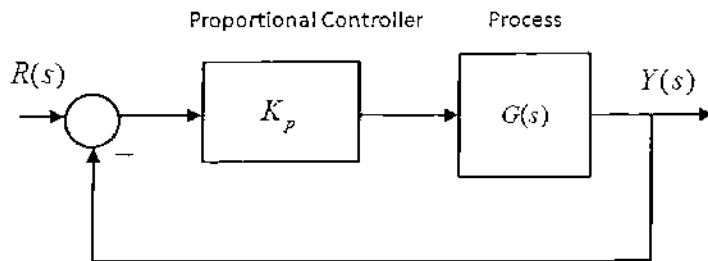 Proportional Controller Process
R(s) Y(s)
K_p G(s)
−